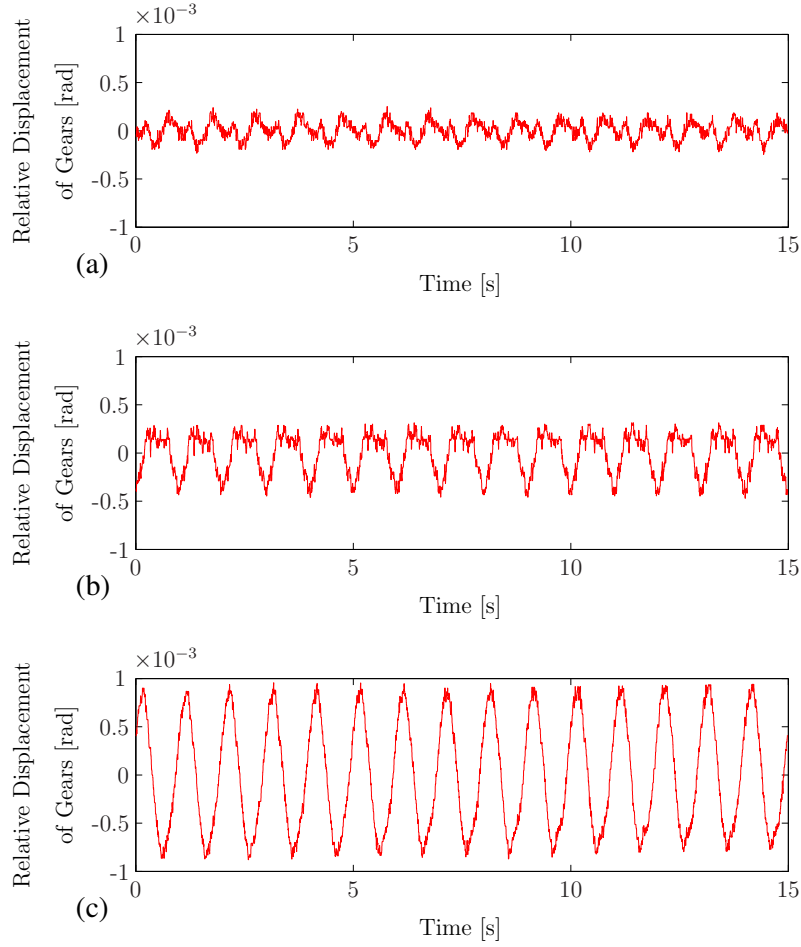 ×10⁻³
Relative Displacement
of Gears [rad]
1
0.5
0
-0.5
-1
0 5 10 15
Time [s]
(a)
×10⁻³
Relative Displacement
of Gears [rad]
1
0.5
0
-0.5
-1
0 5 10 15
Time [s]
(b)
×10⁻³
Relative Displacement
of Gears [rad]
1
0.5
0
-0.5
-1
0 5 10 15
Time [s]
(c)